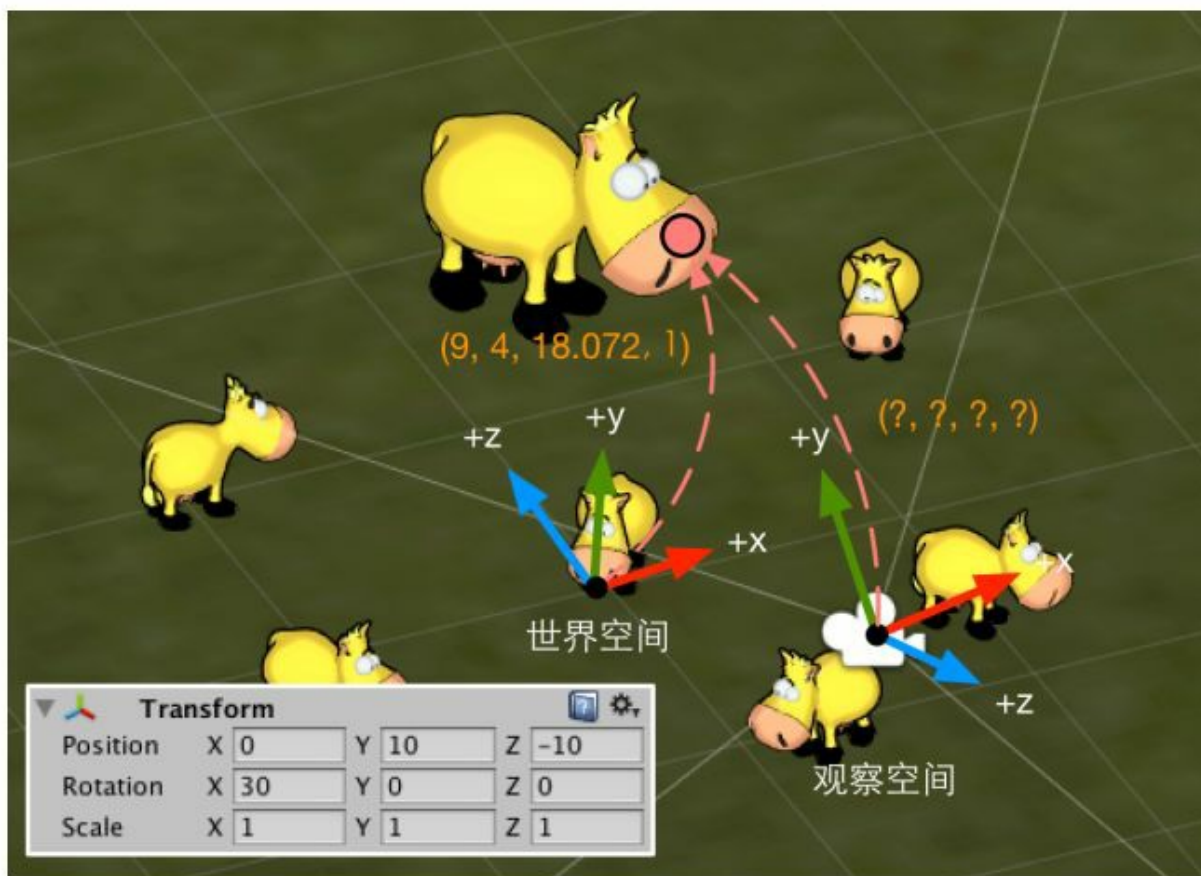 (9, 4, 18.072, 1)
(?, ?, ?, ?)
+z
+y
+x
世界空间
+y
+x
+z
观察空间
Transform
Position X 0 Y 10 Z -10
Rotation X 30 Y 0 Z 0
Scale X 1 Y 1 Z 1